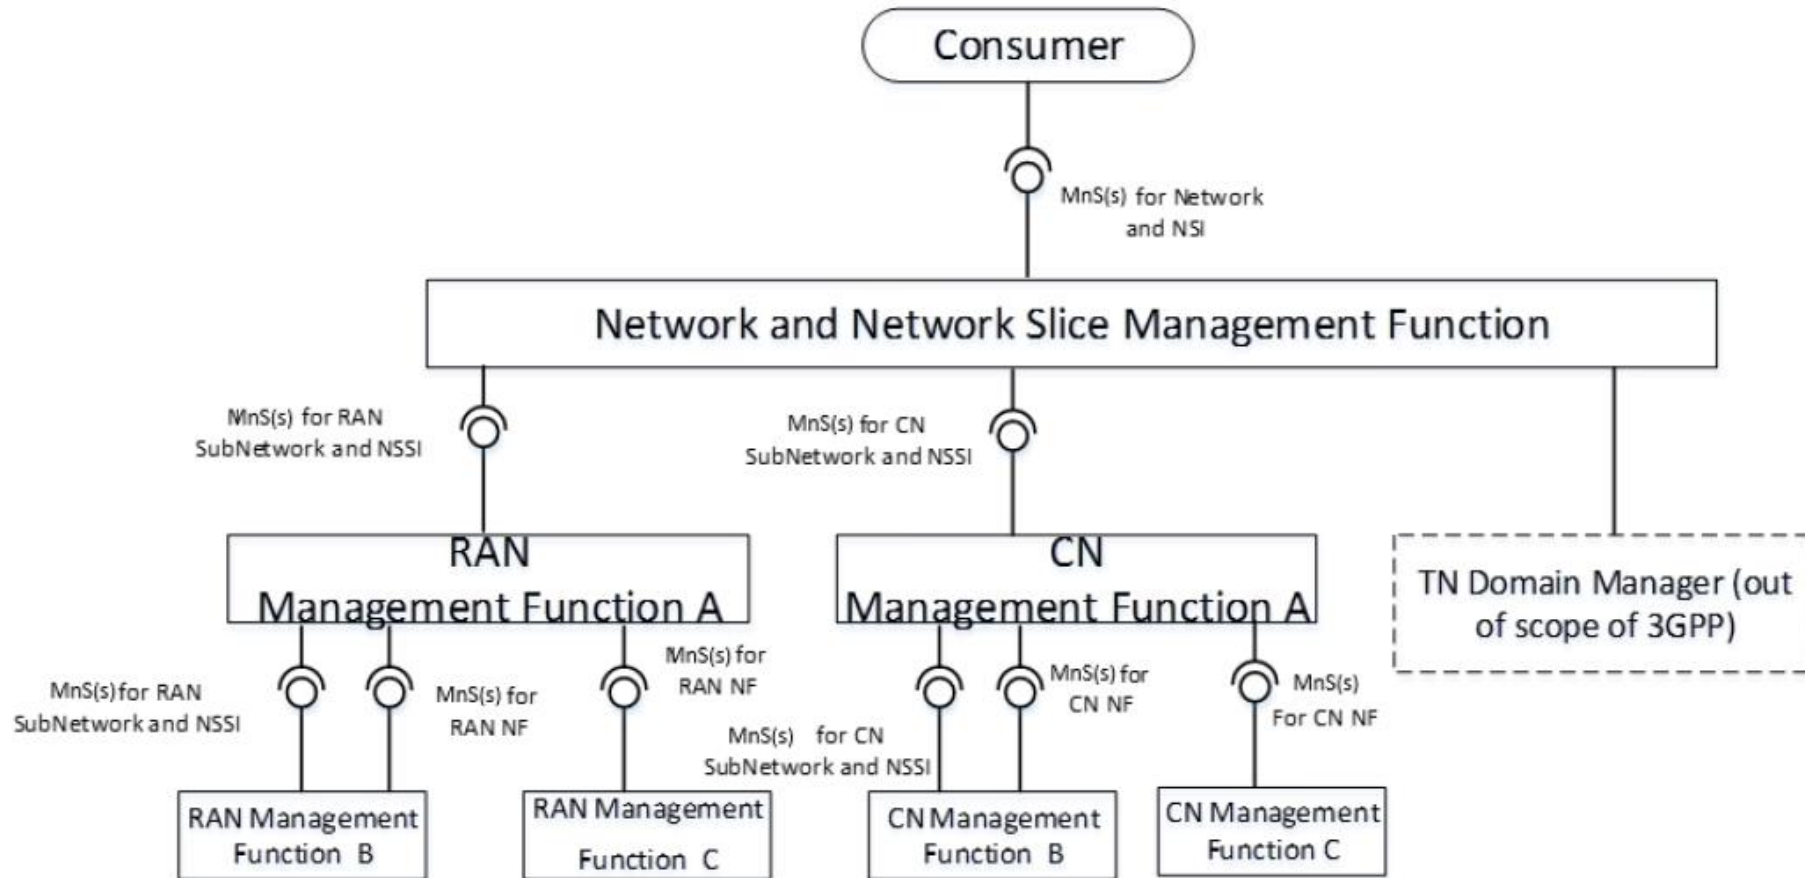 Consumer
MnS(s) for Network
and NSI
Network and Network Slice Management Function
MnS(s) for RAN
SubNetwork and NSSI
MnS(s) for CN
SubNetwork and NSSI
RAN
Management Function A
CN
Management Function A
TN Domain Manager (out
of scope of 3GPP)
MnS(s) for RAN
SubNetwork and NSSI
MnS(s) for
RAN NF
MnS(s) for
RAN NF
MnS(s) for CN
SubNetwork and NSSI
MnS(s) for
CN NF
MnS(s)
For CN NF
RAN Management
Function B
RAN Management
Function C
CN Management
Function B
CN Management
Function C